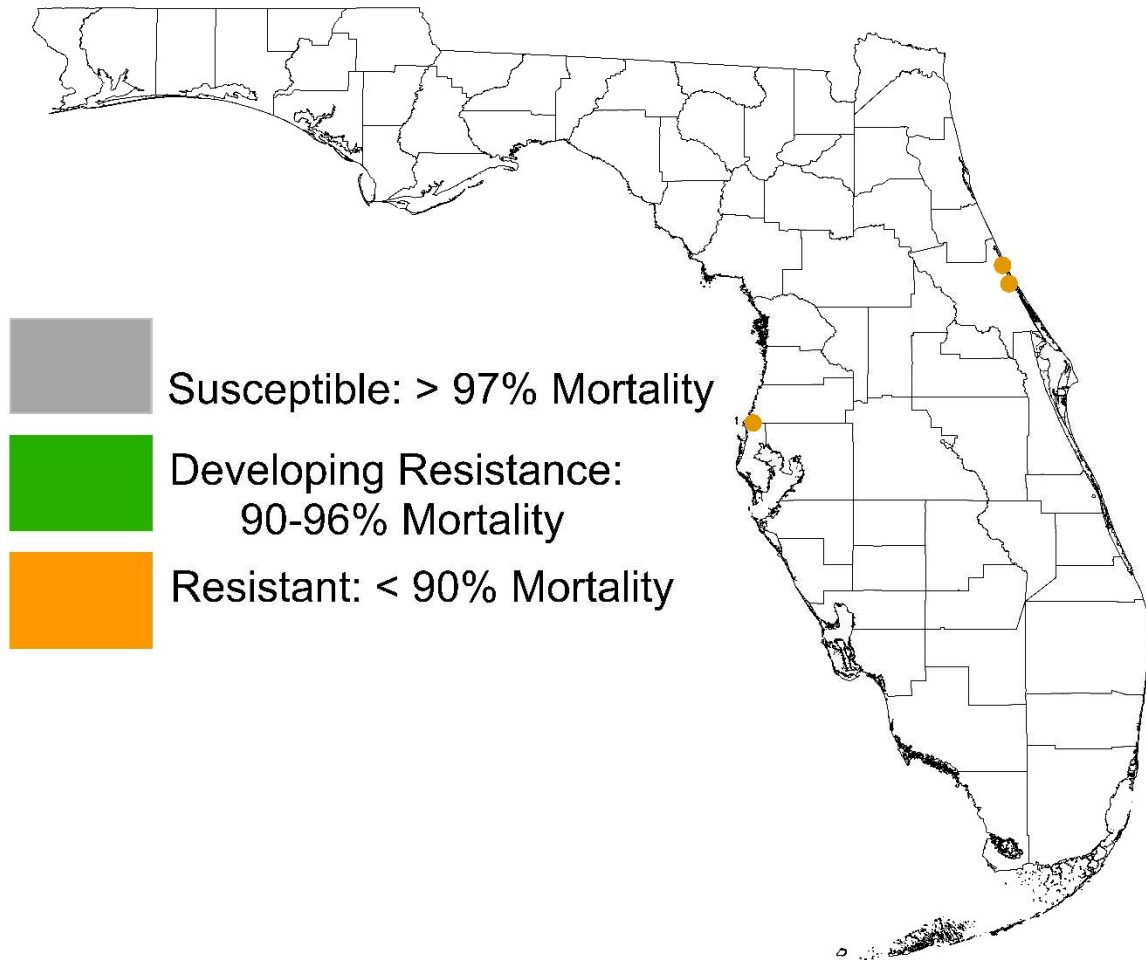 Susceptible: > 97% Mortality
Developing Resistance:
90-96% Mortality
Resistant: < 90% Mortality